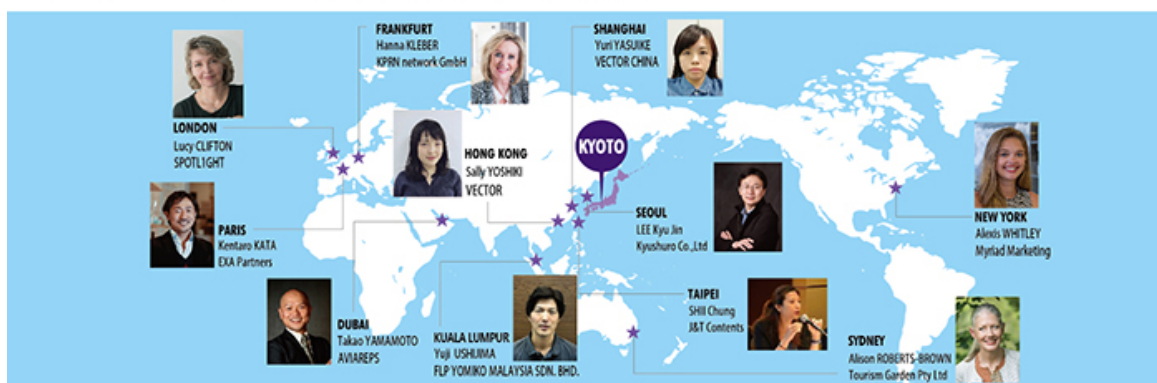 FRANKFURT
Hanna KLEBER
KPRN network GmbH
SHANGHAI
Yuri YASUIKE
VECTOR CHINA
LONDON
Lucy CLIFTON
SPOTL1GHT
HONG KONG
Sally YOSHIKI
VECTOR
KYOTO
PARIS
Kentaro KATA
EXA Partners
SEOUL
LEE Kyu Jin
Kyushuro Co.,Ltd
NEW YORK
Alexis WHITLEY
Myriad Marketing
DUBAI
Takao YAMAMOTO
AVIAREPS
KUALA LUMPUR
Yuji USHIJIMA
FLP YOMIKO MALAYSIA SDN. BHD.
TAIPEI
SHII Chung
J&T Contents
SYDNEY
Alison ROBERTS-BROWN
Tourism Garden Pty Ltd